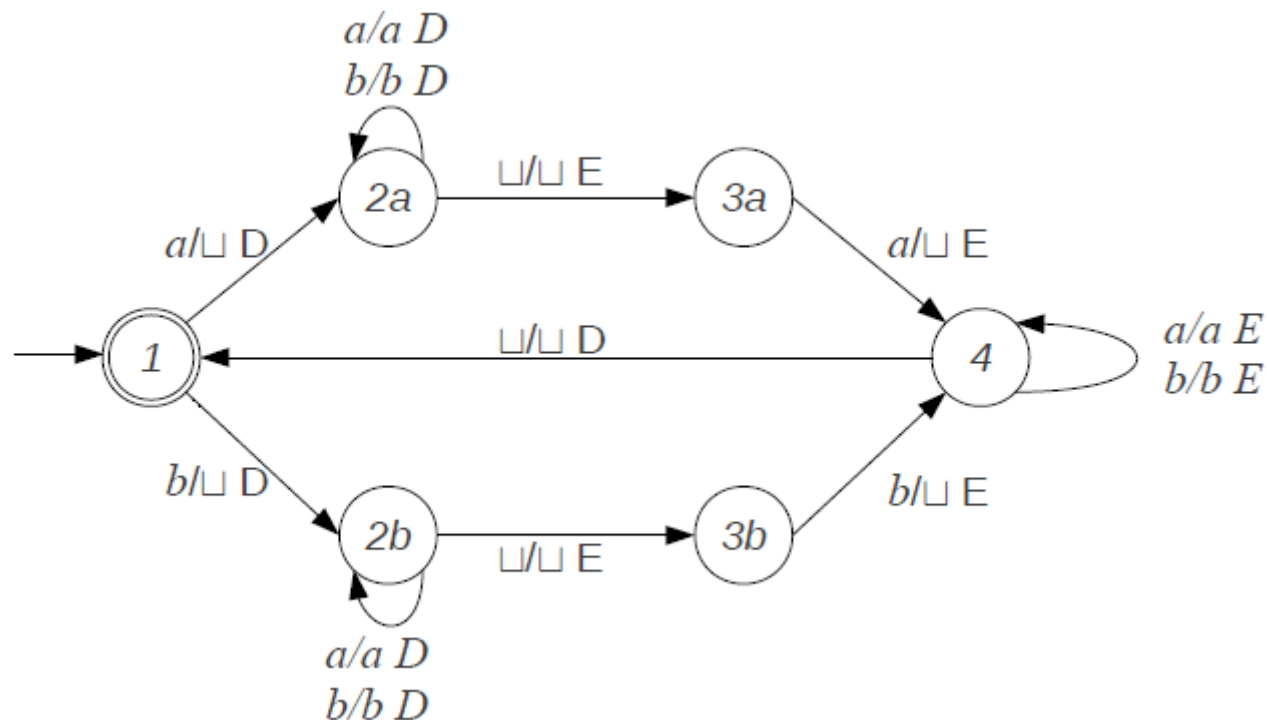 a/a D
b/b D
2a
⊔/⊔ E
3a
a/⊔ D
a/⊔ E
1
⊔/⊔ D
4
a/a E
b/b E
b/⊔ D
b/⊔ E
2b
⊔/⊔ E
3b
a/a D
b/b D